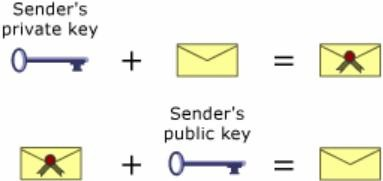 Sender's
private key
+ =
Sender's
public key
+ =